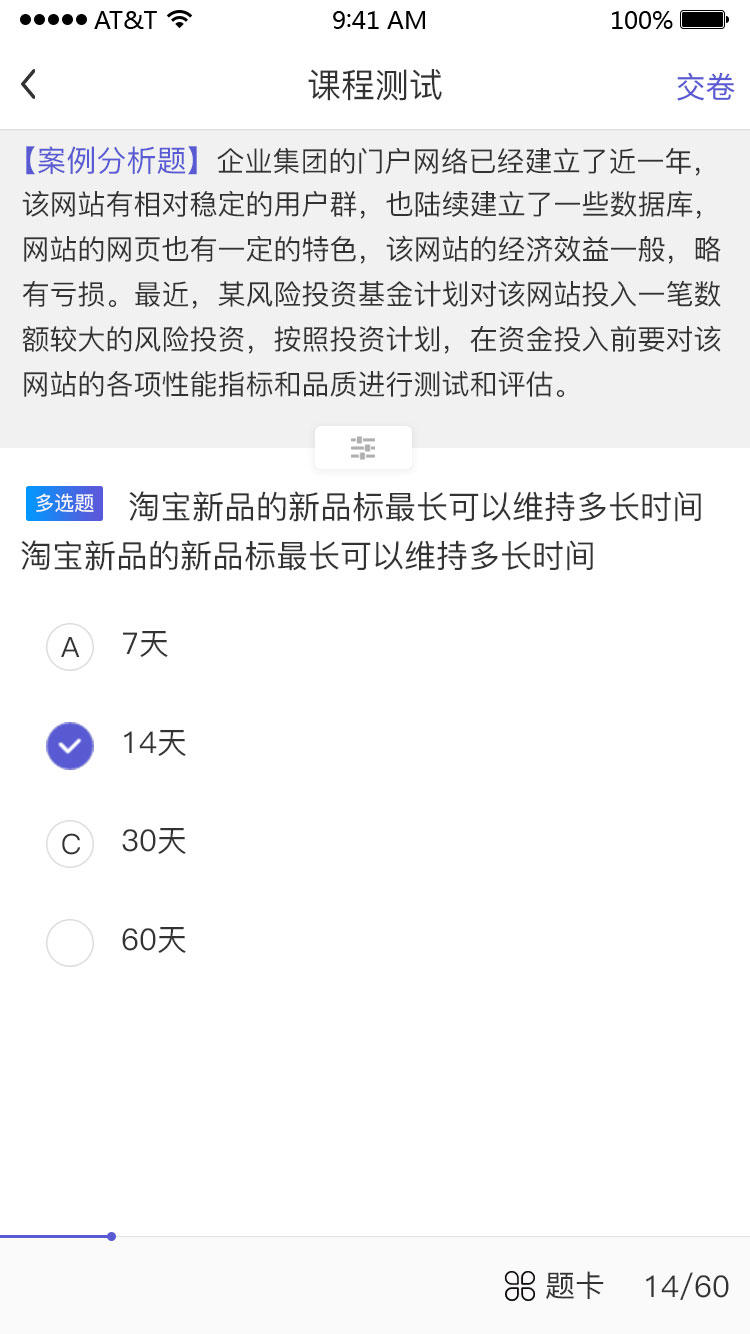 AT&T 9:41 AM 100%
课程测试 交卷
【案例分析题】企业集团的门户网络已经建立了近一年，
该网站有相对稳定的用户群，也陆续建立了一些数据库，
网站的网页也有一定的特色，该网站的经济效益一般，略
有亏损。最近，某风险投资基金计划对该网站投入一笔数
额较大的风险投资，按照投资计划，在资金投入前要对该
网站的各项性能指标和品质进行测试和评估。
多选题 淘宝新品的新品标最长可以维持多长时间
淘宝新品的新品标最长可以维持多长时间
A 7天
14天
C 30天
60天
题卡 14/60